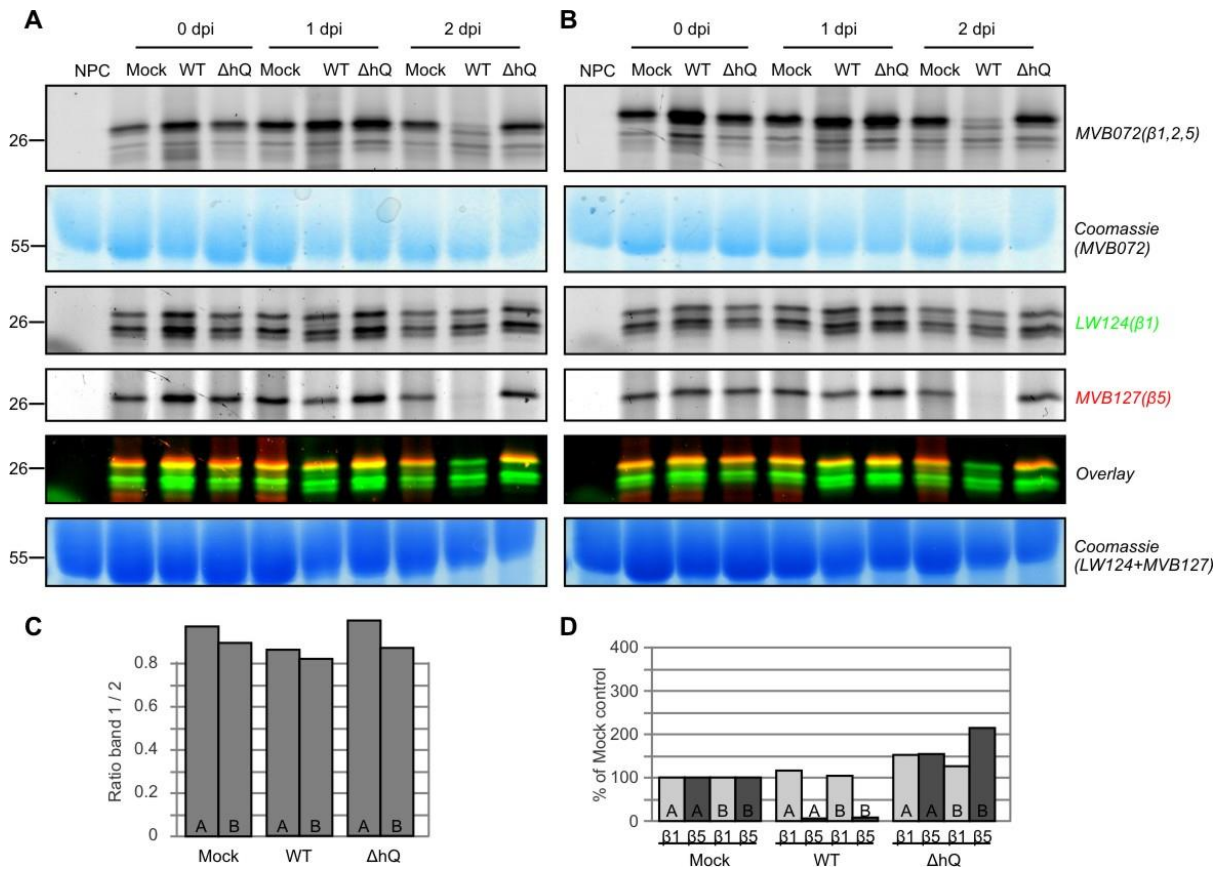 A
0 dpi 1 dpi 2 dpi
NPC Mock WT ΔhQ Mock WT ΔhQ Mock WT ΔhQ
26
55
26
26
26
55
B
0 dpi 1 dpi 2 dpi
NPC Mock WT ΔhQ Mock WT ΔhQ Mock WT ΔhQ
MVB072(β1,2,5)
Coomassie
(MVB072)
LW124(β1)
MVB127(β5)
Overlay
Coomassie
(LW124+MVB127)
C
Ratio band 1 / 2
0.8
0.8
0.4
0.2
0
A B A B A B
Mock WT ΔhQ
D
% of Mock control
400
300
200
100
0
A A B B A A B B A A B B
β1 β5 β1 β5 β1 β5 β1 β5 β1 β5 β1 β5
Mock WT ΔhQ